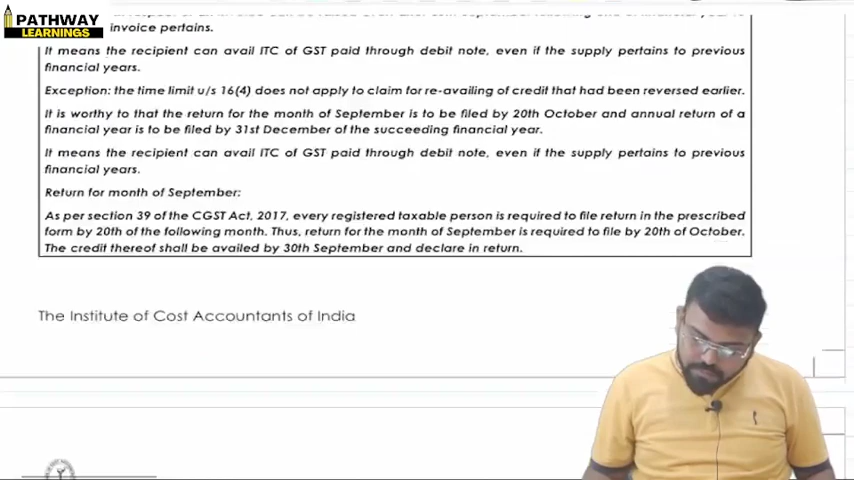 PATHWAY
LEARNINGS
invoice pertains.
It means the recipient can avail ITC of GST paid through debit note, even if the supply pertains to previous
financial years.
Exception: the time limit u/s 16(4) does not apply to claim for re-availing of credit that had been reversed earlier.
It is worthy to that the return for the month of September is to be filed by 20th October and annual return of a
financial year is to be filed by 31st December of the succeeding financial year.
It means the recipient can avail ITC of GST paid through debit note, even if the supply pertains to previous
financial years.
Return for month of September:
As per section 39 of the CGST Act, 2017, every registered taxable person is required to file return in the prescribed
form by 20th of the following month. Thus, return for the month of September is required to file by 20th of October.
The credit thereof shall be availed by 30th September and declare in return.
The Institute of Cost Accountants of India